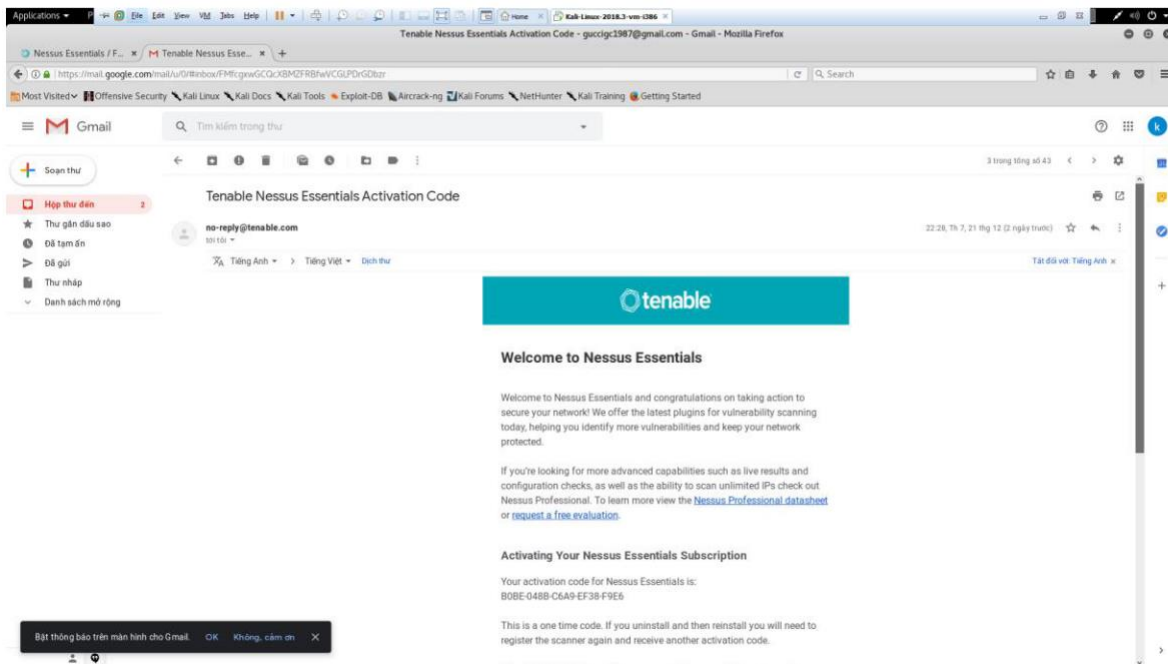 Applications ▾ P File Edit View VM Tabs Help Home × Kali-Linux-2018.3-vm-i386 ×
Tenable Nessus Essentials Activation Code - guccigc1987@gmail.com - Gmail - Mozilla Firefox
Nessus Essentials / F... × M Tenable Nessus Esse... × +
https://mail.google.com/mail/u/0/#inbox/ Search
Most Visited Offensive Security Kali Linux Kali Docs Kali Tools Exploit-DB Aircrack-ng Kali Forums NetHunter Kali Training Getting Started
Gmail Tìm kiếm trong thư k
Soạn thư 3 trong tổng số 43
Hộp thư đến 2
Thư gắn dấu sao
Đã tạm ẩn
Đã gửi
Thư nháp
Danh sách mở rộng
Tenable Nessus Essentials Activation Code
no-reply@tenable.com 22:28, Th 7, 21 thg 12 (2 ngày trước)
tới tôi
Tiếng Anh > Tiếng Việt Dịch thư Tắt đối với: Tiếng Anh ×
tenable
Welcome to Nessus Essentials
Welcome to Nessus Essentials and congratulations on taking action to
secure your network! We offer the latest plugins for vulnerability scanning
today, helping you identify more vulnerabilities and keep your network
protected.
If you're looking for more advanced capabilities such as live results and
configuration checks, as well as the ability to scan unlimited IPs check out
Nessus Professional. To learn more view the Nessus Professional datasheet
or request a free evaluation.
Activating Your Nessus Essentials Subscription
Your activation code for Nessus Essentials is:
B0BE-048B-C6A9-EF38-F9E6
This is a one time code. If you uninstall and then reinstall you will need to
register the scanner again and receive another activation code.
Bật thông báo trên màn hình cho Gmail. OK Không, cảm ơn ×